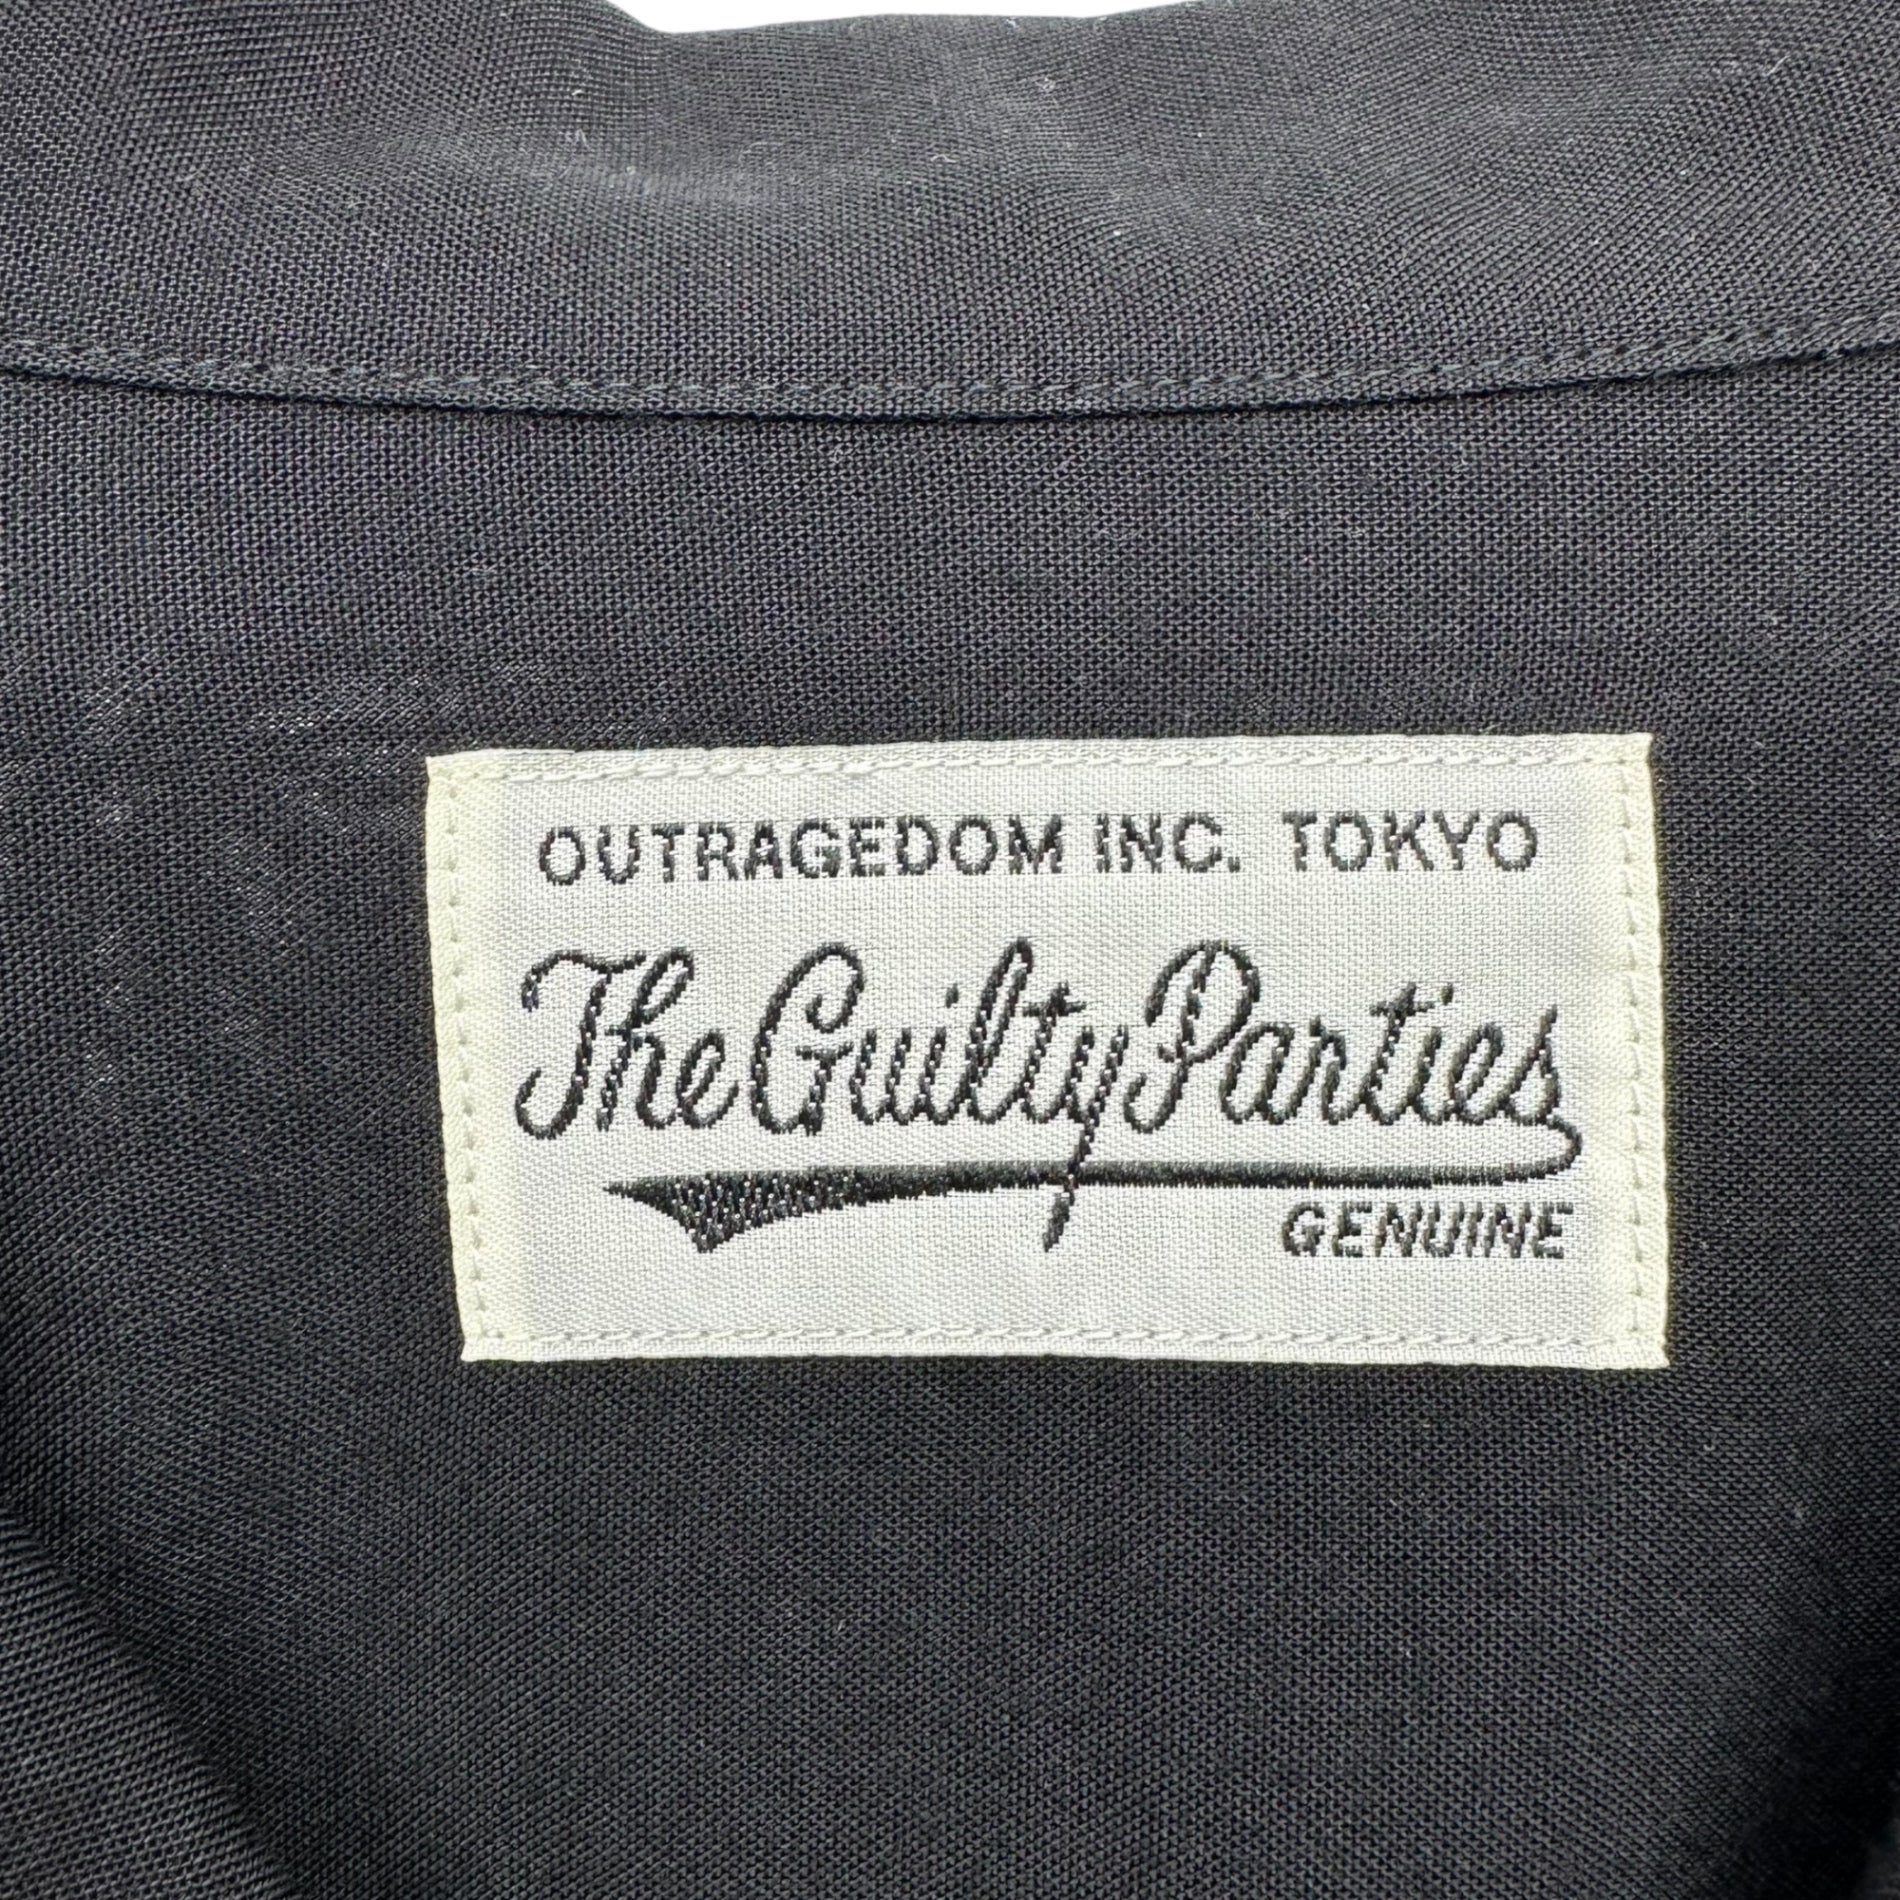 OUTRAGEDOM INC. TOKYO
The Guilty Parties
GENUINE